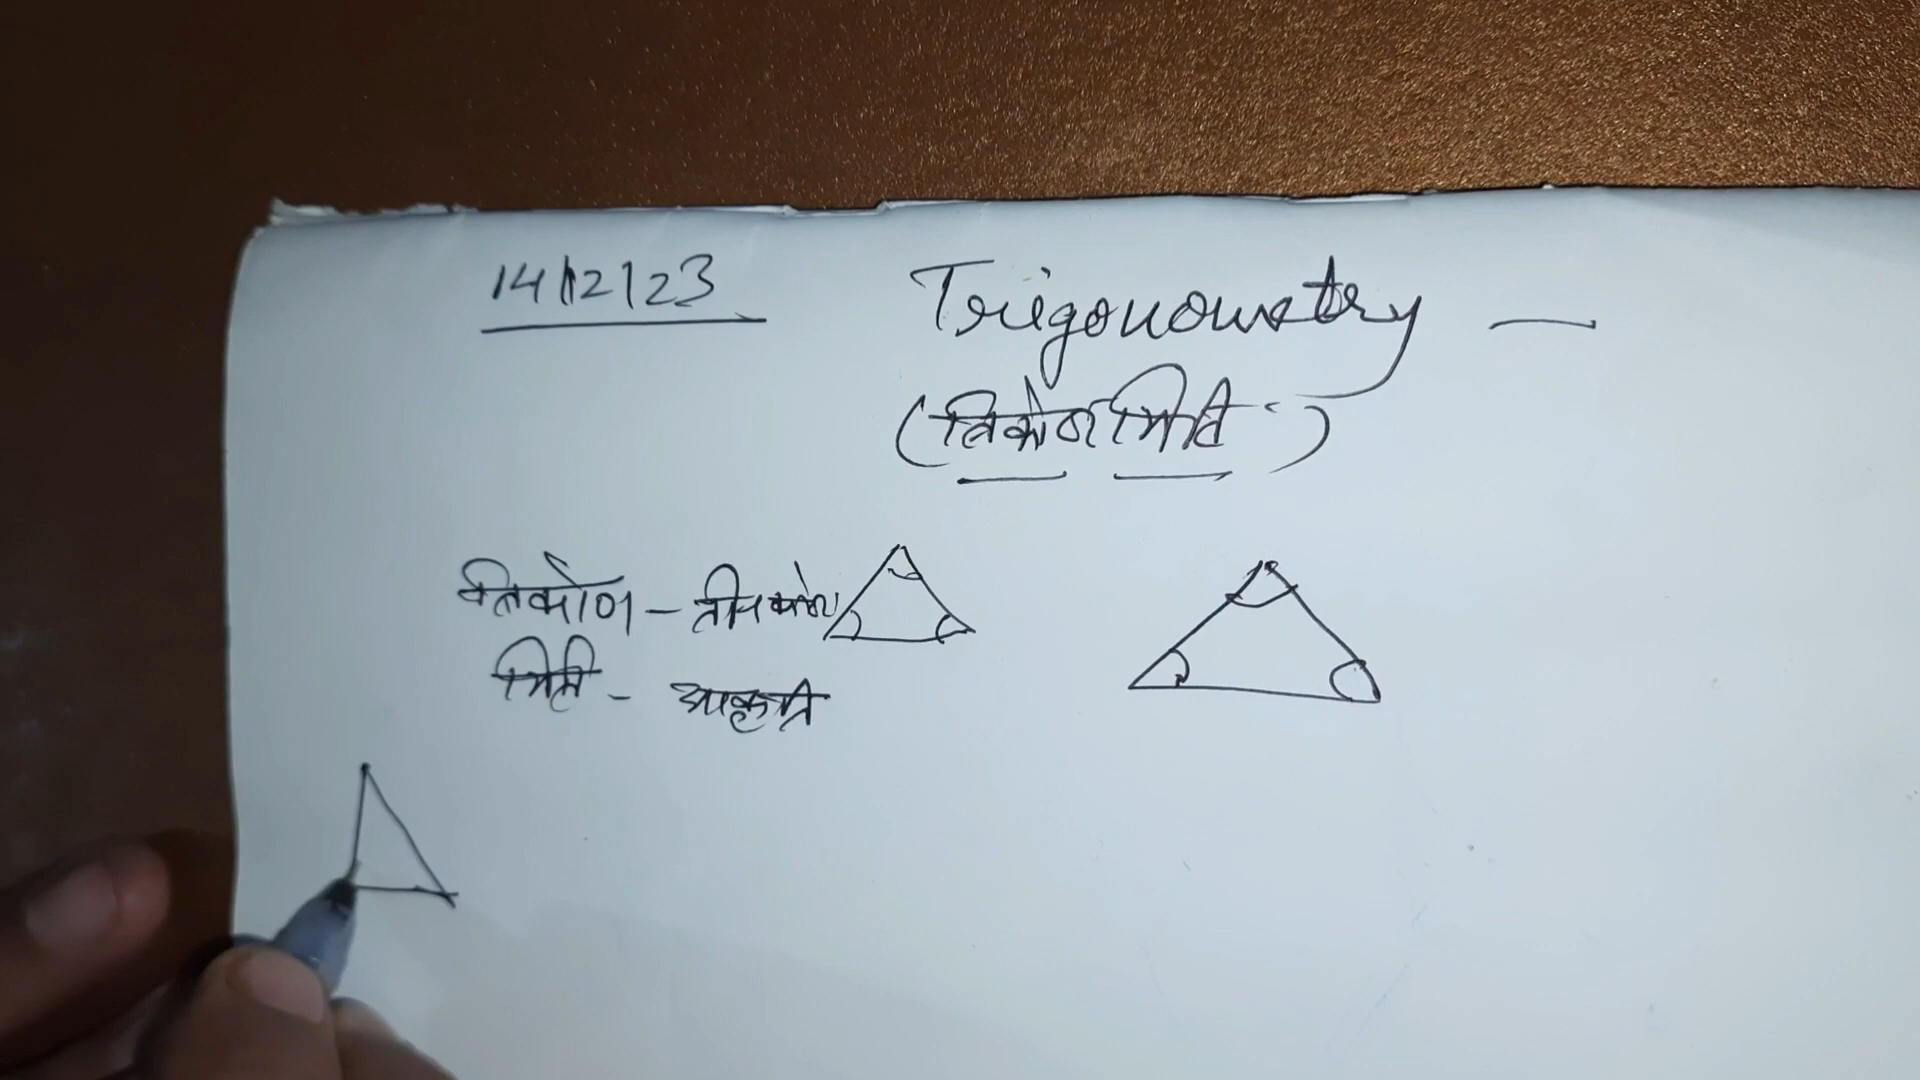 14/12/23
Trigonometry —
(त्रिकोणमिति)
त्रिकोण – तीन कोण
मिति - आकृति